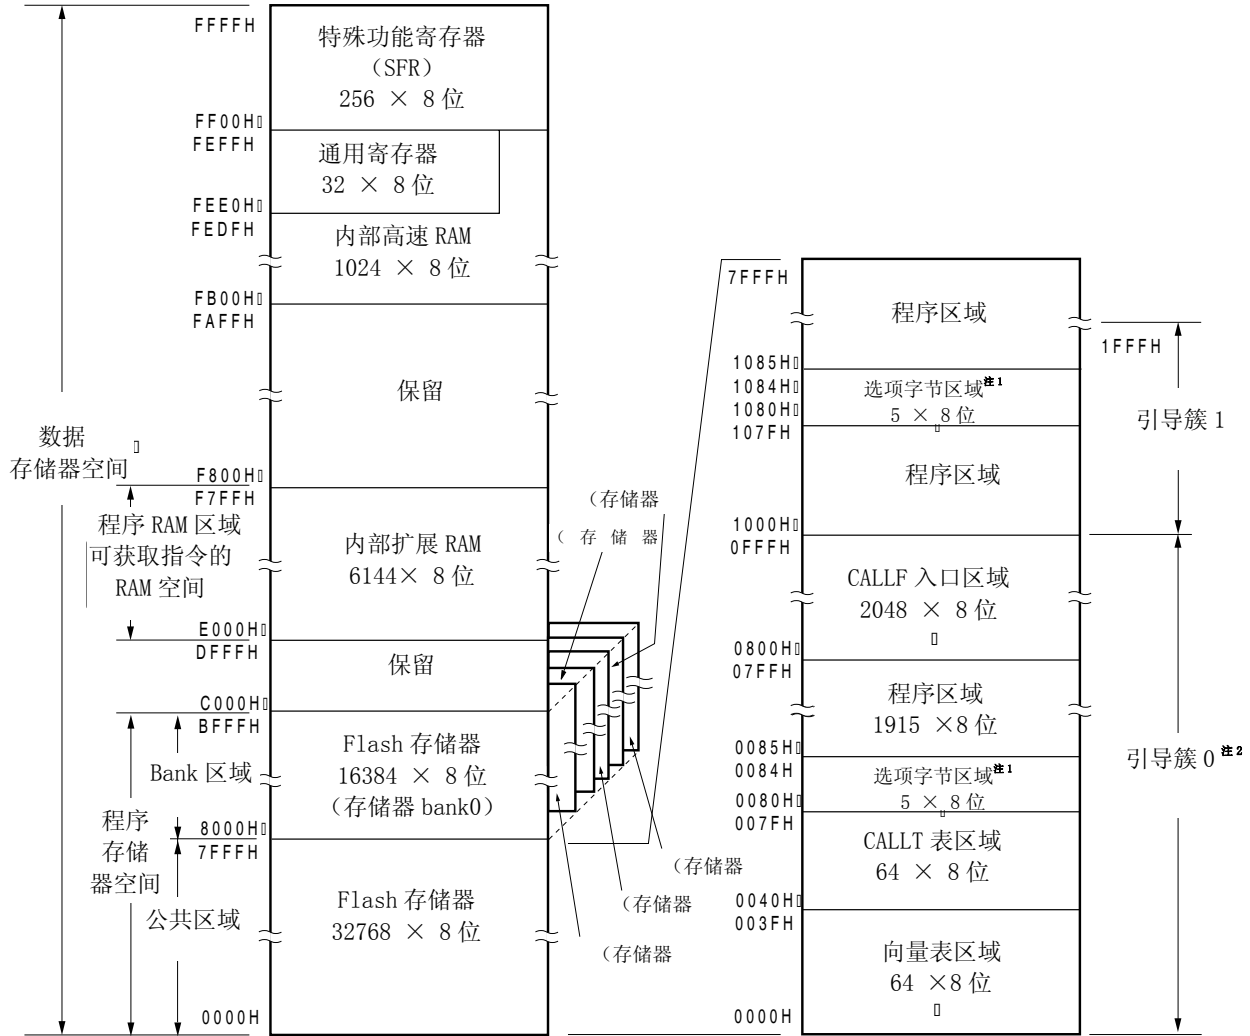 FFFFH
特殊功能寄存器
（SFR）
256 × 8 位
FF00H
FEFFH
通用寄存器
32 × 8 位
FEE0H
FEDFH
内部高速 RAM
1024 × 8 位
FB00H
FAFFH
保留
数据
存储器空间
F800H
F7FFH
程序 RAM 区域
可获取指令的
RAM 空间
内部扩展 RAM
6144× 8 位
E000H
DFFFH
保留
C000H
BFFFH
Bank 区域
Flash 存储器
16384 × 8 位
（存储器 bank0）
程序
存储
器空间
8000H
7FFFH
公共区域
Flash 存储器
32768 × 8 位
0000H
（存储器
（存储器
（存储器
（存储器
（存储器
7FFFH
程序区域
1FFFH
1085H
1084H
选项字节区域注1
5 × 8 位
1080H
107FH
引导簇 1
程序区域
1000H
0FFFH
CALLF 入口区域
2048 × 8 位
0800H
07FFH
程序区域
1915 ×8 位
0085H
0084H
选项字节区域注1
5 × 8 位
0080H
007FH
引导簇 0 注2
CALLT 表区域
64 × 8 位
0040H
003FH
向量表区域
64 ×8 位
0000H